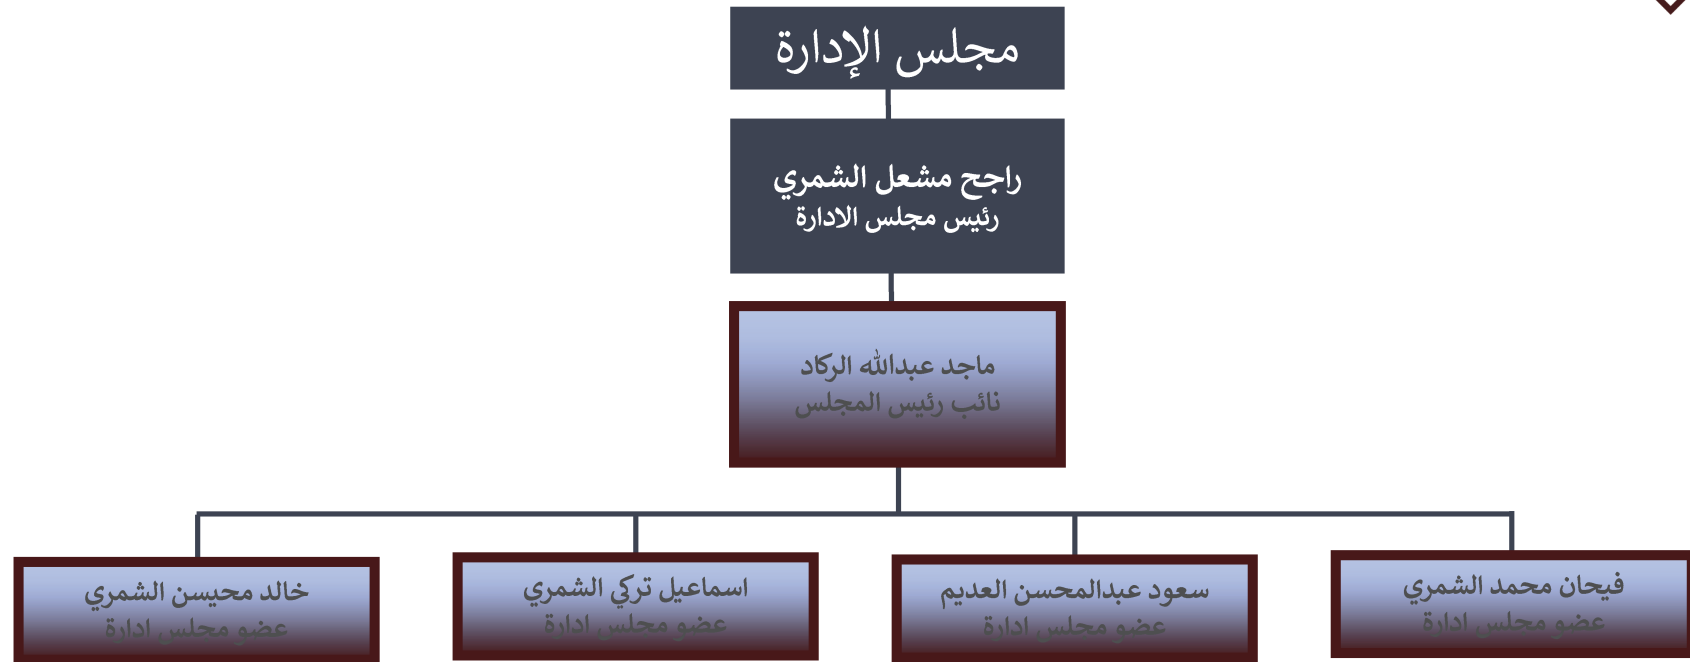 مجلس الإدارة
راجح مشعل الشمري
رئيس مجلس الادارة
ماجد عبدالله الركاد
نائب رئيس المجلس
فيحان محمد الشمري
عضو مجلس ادارة
سعود عبدالمحسن العديم
عضو مجلس ادارة
اسماعيل تركي الشمري
عضو مجلس ادارة
خالد محيسن الشمري
عضو مجلس ادارة